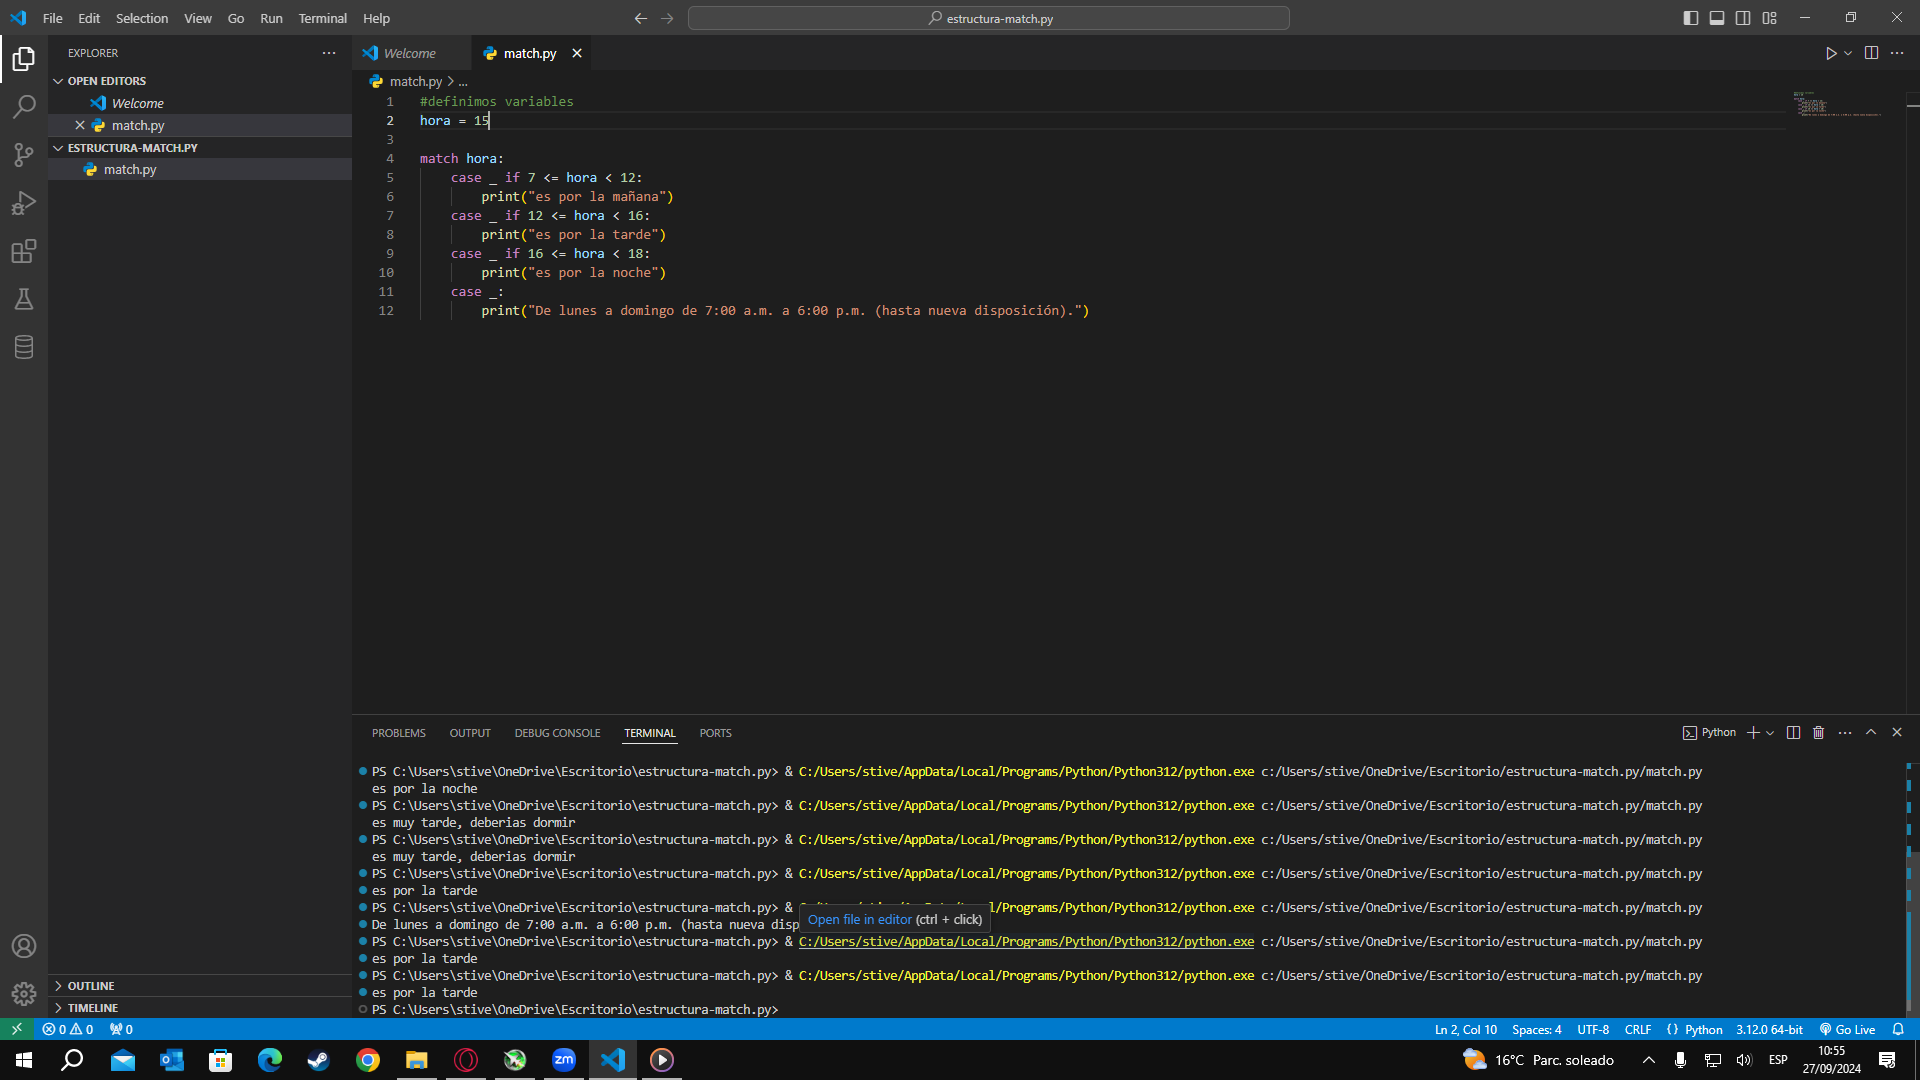 File Edit Selection View Go Run Terminal Help
estructura-match.py
EXPLORER
OPEN EDITORS
Welcome
match.py
ESTRUCTURA-MATCH.PY
match.py
OUTLINE
TIMELINE
Welcome
match.py
match.py > ...
1 #definimos variables
2 hora = 15
3
4 match hora:
5 case _ if 7 <= hora < 12:
6 print("es por la mañana")
7 case _ if 12 <= hora < 16:
8 print("es por la tarde")
9 case _ if 16 <= hora < 18:
10 print("es por la noche")
11 case _:
12 print("De lunes a domingo de 7:00 a.m. a 6:00 p.m. (hasta nueva disposición).")
PROBLEMS OUTPUT DEBUG CONSOLE TERMINAL PORTS
Python
PS C:\Users\stive\OneDrive\Escritorio\estructura-match.py> & C:/Users/stive/AppData/Local/Programs/Python/Python312/python.exe c:/Users/stive/OneDrive/Escritorio/estructura-match.py/match.py
es por la noche
PS C:\Users\stive\OneDrive\Escritorio\estructura-match.py> & C:/Users/stive/AppData/Local/Programs/Python/Python312/python.exe c:/Users/stive/OneDrive/Escritorio/estructura-match.py/match.py
es muy tarde, deberias dormir
PS C:\Users\stive\OneDrive\Escritorio\estructura-match.py> & C:/Users/stive/AppData/Local/Programs/Python/Python312/python.exe c:/Users/stive/OneDrive/Escritorio/estructura-match.py/match.py
es muy tarde, deberias dormir
PS C:\Users\stive\OneDrive\Escritorio\estructura-match.py> & C:/Users/stive/AppData/Local/Programs/Python/Python312/python.exe c:/Users/stive/OneDrive/Escritorio/estructura-match.py/match.py
es por la tarde
PS C:\Users\stive\OneDrive\Escritorio\estructura-match.py> & l/Programs/Python/Python312/python.exe c:/Users/stive/OneDrive/Escritorio/estructura-match.py/match.py
Open file in editor (ctrl + click)
De lunes a domingo de 7:00 a.m. a 6:00 p.m. (hasta nueva disp
PS C:\Users\stive\OneDrive\Escritorio\estructura-match.py> & C:/Users/stive/AppData/Local/Programs/Python/Python312/python.exe c:/Users/stive/OneDrive/Escritorio/estructura-match.py/match.py
es por la tarde
PS C:\Users\stive\OneDrive\Escritorio\estructura-match.py> & C:/Users/stive/AppData/Local/Programs/Python/Python312/python.exe c:/Users/stive/OneDrive/Escritorio/estructura-match.py/match.py
es por la tarde
PS C:\Users\stive\OneDrive\Escritorio\estructura-match.py>
0 0 0 Ln 2, Col 10 Spaces: 4 UTF-8 CRLF {} Python 3.12.0 64-bit Go Live
zm
16°C Parc. soleado ESP
10:55
27/09/2024